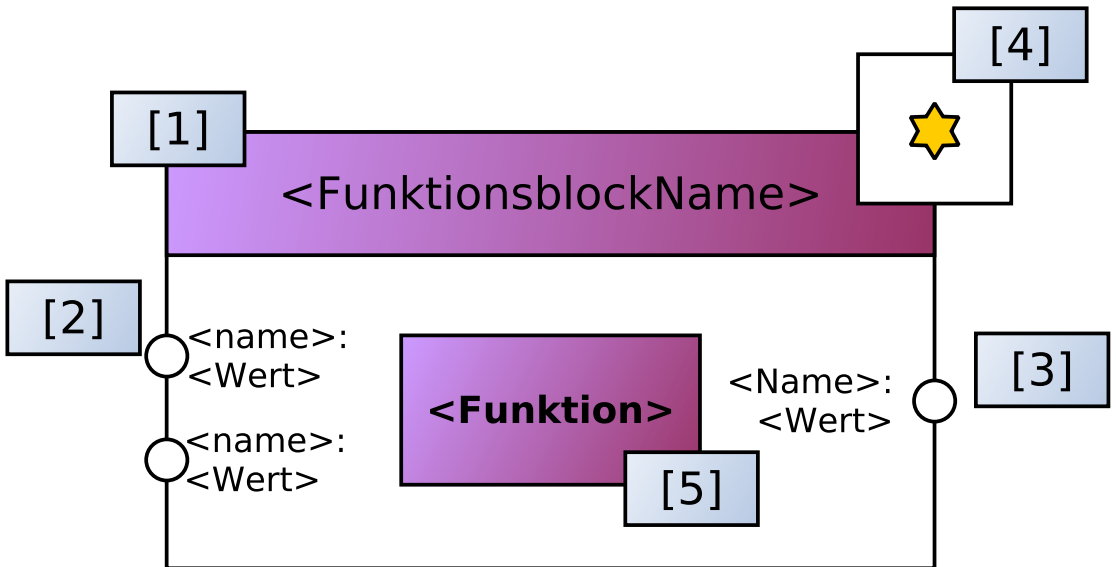 [4]
[1]
<FunktionsblockName>
[2]
<name>:
<Wert>
<name>:
<Wert>
<Funktion>
[5]
<Name>:
<Wert>
[3]